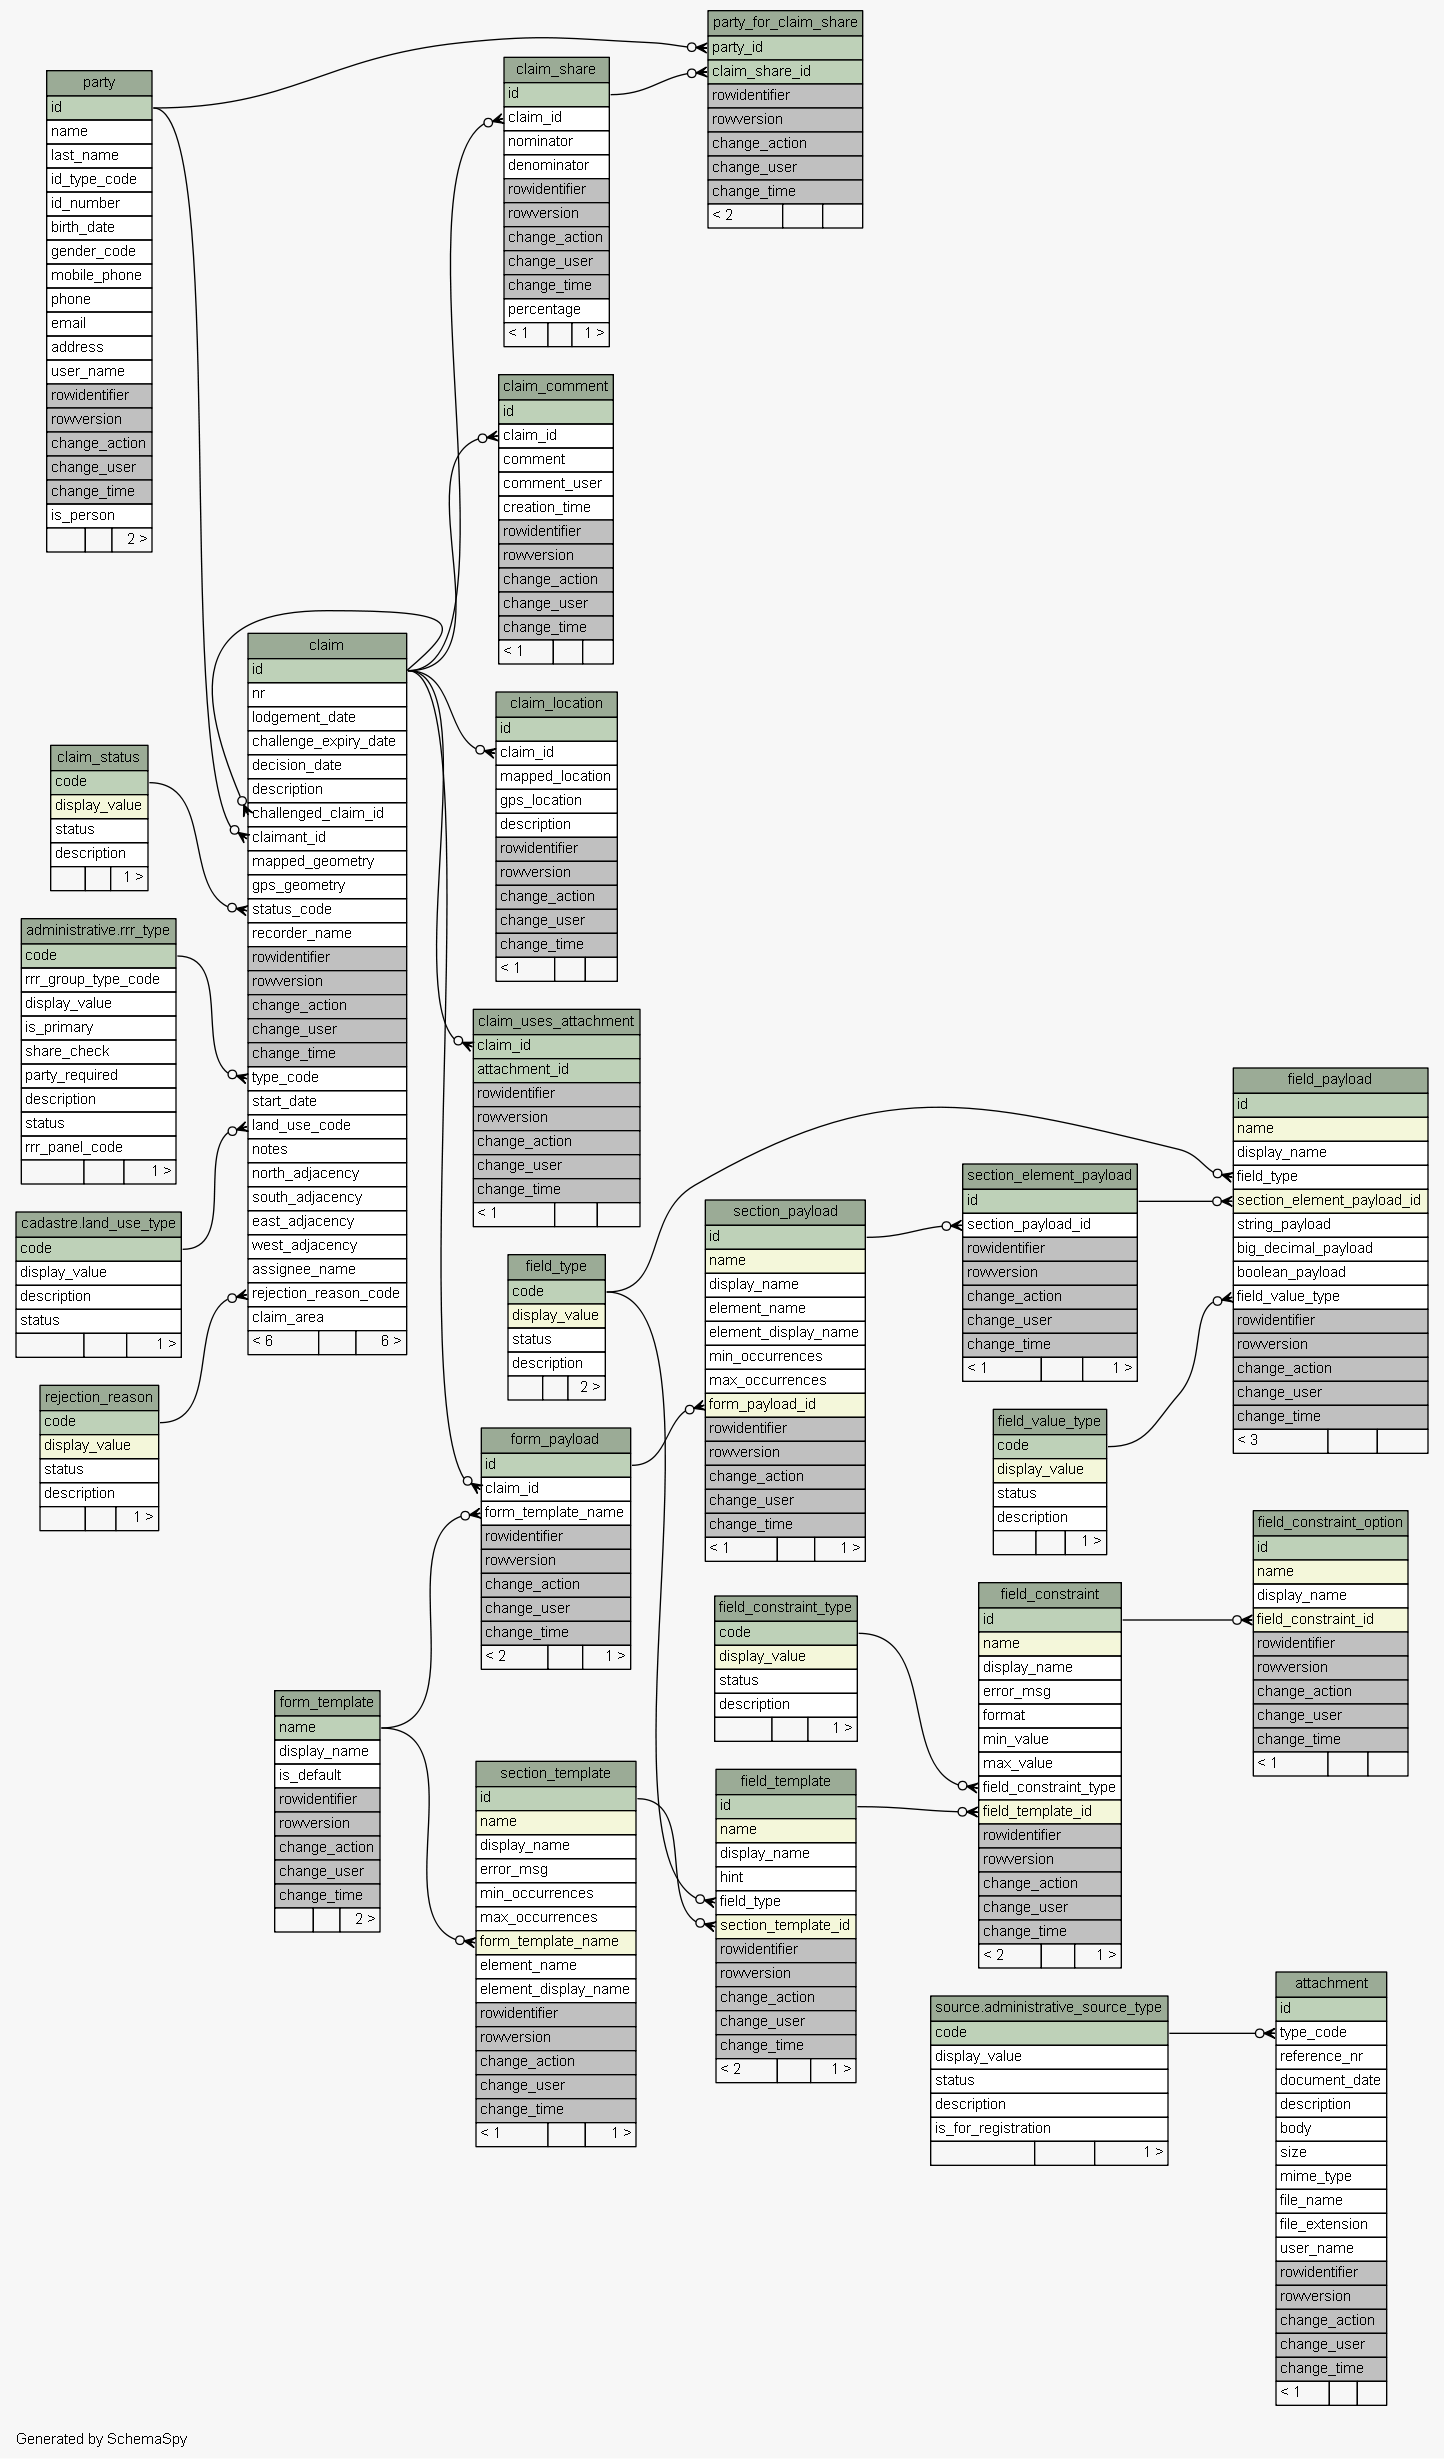 party_for_claim_share
party_id
claim_share_id
rowidentifier
rowversion
change_action
change_user
change_time
< 2
claim_share
id
claim_id
nominator
denominator
rowidentifier
rowversion
change_action
change_user
change_time
percentage
< 1 1 >
party
id
name
last_name
id_type_code
id_number
birth_date
gender_code
mobile_phone
phone
email
address
user_name
rowidentifier
rowversion
change_action
change_user
change_time
is_person
2 >
claim_comment
id
claim_id
comment
comment_user
creation_time
rowidentifier
rowversion
change_action
change_user
change_time
< 1
claim
id
nr
lodgement_date
challenge_expiry_date
decision_date
description
challenged_claim_id
claimant_id
mapped_geometry
gps_geometry
status_code
recorder_name
rowidentifier
rowversion
change_action
change_user
change_time
type_code
start_date
land_use_code
notes
north_adjacency
south_adjacency
east_adjacency
west_adjacency
assignee_name
rejection_reason_code
claim_area
< 6 6 >
claim_location
id
claim_id
mapped_location
gps_location
description
rowidentifier
rowversion
change_action
change_user
change_time
< 1
claim_status
code
display_value
status
description
1 >
administrative.rrr_type
code
rrr_group_type_code
display_value
is_primary
share_check
party_required
description
status
rrr_panel_code
1 >
claim_uses_attachment
claim_id
attachment_id
rowidentifier
rowversion
change_action
change_user
change_time
< 1
cadastre.land_use_type
code
display_value
description
status
1 >
rejection_reason
code
display_value
status
description
1 >
field_type
code
display_value
status
description
2 >
section_payload
id
name
display_name
element_name
element_display_name
min_occurrences
max_occurrences
form_payload_id
rowidentifier
rowversion
change_action
change_user
change_time
< 1 1 >
section_element_payload
id
section_payload_id
rowidentifier
rowversion
change_action
change_user
change_time
< 1 1 >
field_payload
id
name
display_name
field_type
section_element_payload_id
string_payload
big_decimal_payload
boolean_payload
field_value_type
rowidentifier
rowversion
change_action
change_user
change_time
< 3
field_value_type
code
display_value
status
description
1 >
form_payload
id
claim_id
form_template_name
rowidentifier
rowversion
change_action
change_user
change_time
< 2 1 >
field_constraint_option
id
name
display_name
field_constraint_id
rowidentifier
rowversion
change_action
change_user
change_time
< 1
field_constraint
id
name
display_name
error_msg
format
min_value
max_value
field_constraint_type
field_template_id
rowidentifier
rowversion
change_action
change_user
change_time
< 2 1 >
field_constraint_type
code
display_value
status
description
1 >
form_template
name
display_name
is_default
rowidentifier
rowversion
change_action
change_user
change_time
2 >
section_template
id
name
display_name
error_msg
min_occurrences
max_occurrences
form_template_name
element_name
element_display_name
rowidentifier
rowversion
change_action
change_user
change_time
< 1 1 >
field_template
id
name
display_name
hint
field_type
section_template_id
rowidentifier
rowversion
change_action
change_user
change_time
< 2 1 >
source.administrative_source_type
code
display_value
status
description
is_for_registration
1 >
attachment
id
type_code
reference_nr
document_date
description
body
size
mime_type
file_name
file_extension
user_name
rowidentifier
rowversion
change_action
change_user
change_time
< 1
Generated by SchemaSpy